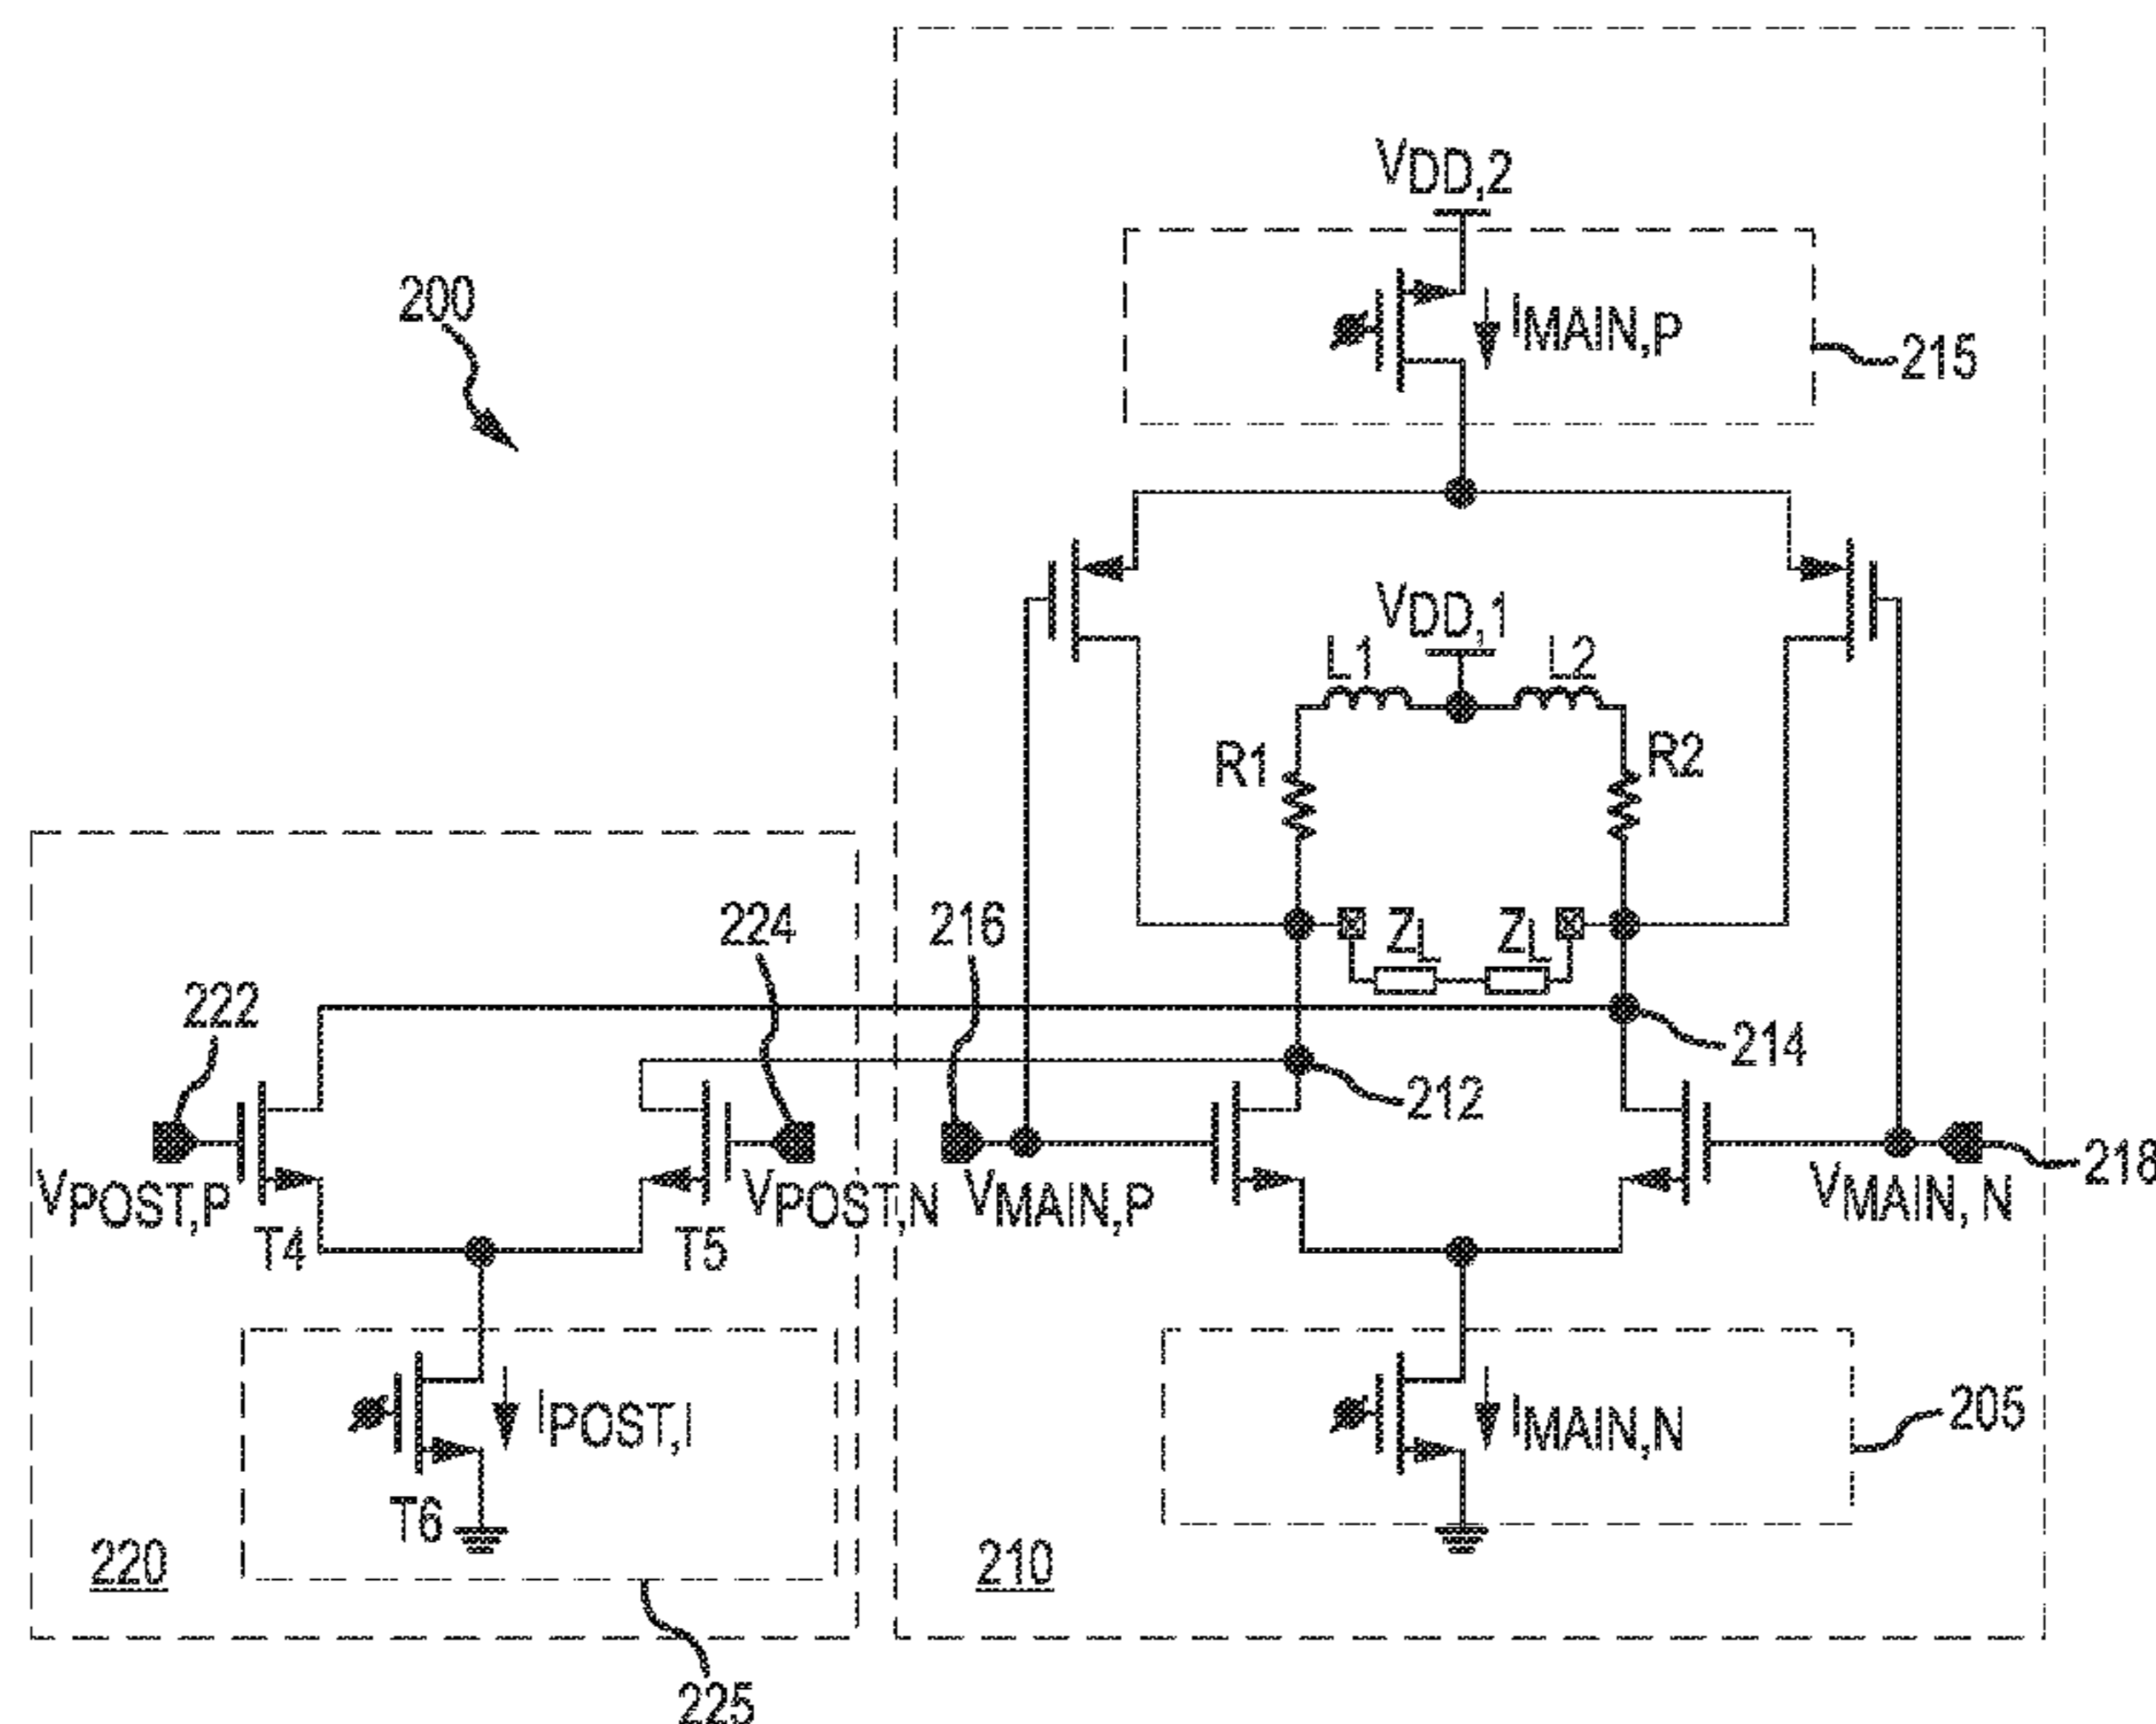 200
VDD,2
IMAIN,P
215
VDD,1
L1
L2
R1
R2
ZL
ZL
216
224
222
214
212
218
VPOST,P
T4
VPOST,N
T5
VMAIN,P
VMAIN, N
IPOST,I
T6
IMAIN,N
205
220
210
225